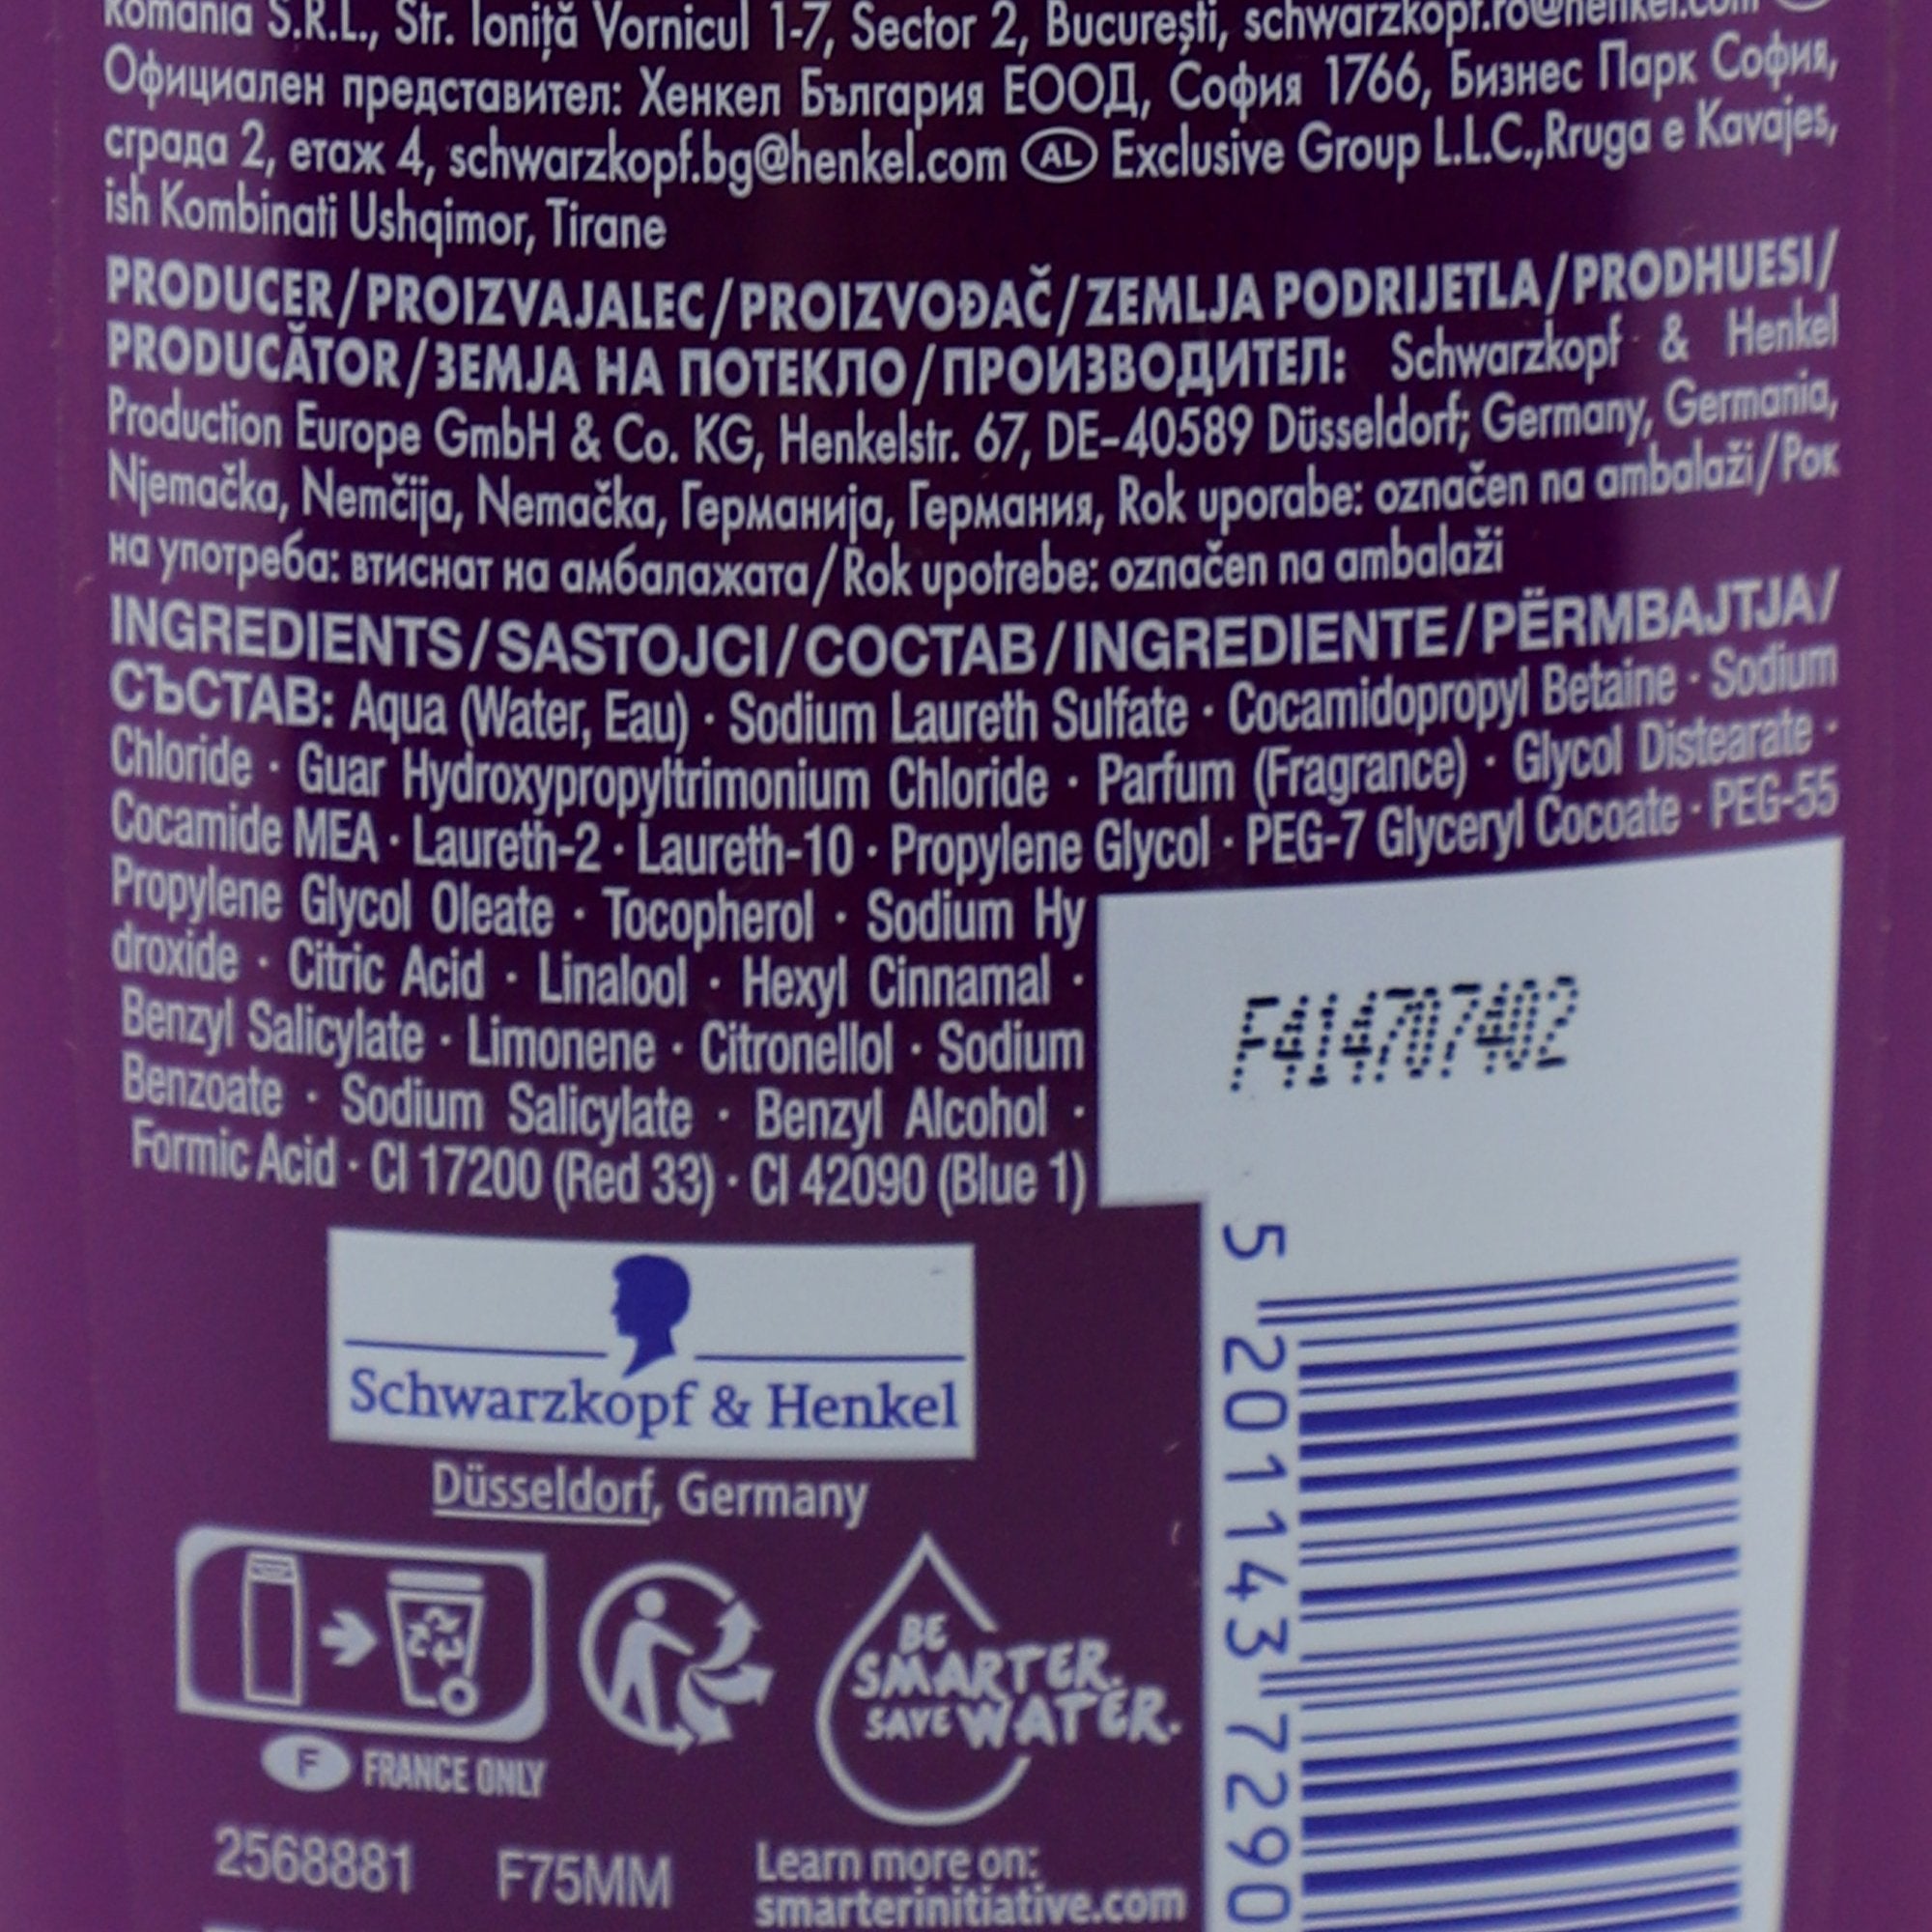 Romania S.R.L., Str. Ioniță Vornicul 1-7, Sector 2, București, schwarzkopf.ro@henkel.com
Официален представител: Хенкел България ЕООД, София 1766, Бизнес Парк София,
сграда 2, етаж 4, schwarzkopf.bg@henkel.com AL Exclusive Group L.L.C.,Rruga e Kavajes,
ish Kombinati Ushqimor, Tirane
PRODUCER/PROIZVAJALEC/PROIZVOĐAČ/ZEMLJA PODRIJETLA/PRODHUESI/
PRODUCĂTOR/ЗЕМЈА НА ПОТЕКЛО/ПРОИЗВОДИТЕЛ: Schwarzkopf & Henkel
Production Europe GmbH & Co. KG, Henkelstr. 67, DE-40589 Düsseldorf; Germany, Germania,
Njemačka, Nemčija, Nemačka, Германија, Германия, Rok uporabe: označen na ambalaži/Рок
на употреба: втиснат на амбалажата/Rok upotrebe: označen na ambalaži
INGREDIENTS/SASTOJCI/СОСТАВ/INGREDIENTE/PËRMBAJTJA/
СЪСТАВ: Aqua (Water, Eau) · Sodium Laureth Sulfate · Cocamidopropyl Betaine · Sodium
Chloride · Guar Hydroxypropyltrimonium Chloride · Parfum (Fragrance) · Glycol Distearate ·
Cocamide MEA · Laureth-2 · Laureth-10 · Propylene Glycol · PEG-7 Glyceryl Cocoate · PEG-55
Propylene Glycol Oleate · Tocopherol · Sodium Hy
droxide · Citric Acid · Linalool · Hexyl Cinnamal ·
Benzyl Salicylate · Limonene · Citronellol · Sodium
Benzoate · Sodium Salicylate · Benzyl Alcohol ·
Formic Acid · CI 17200 (Red 33) · CI 42090 (Blue 1)
F414707402
Schwarzkopf & Henkel
Düsseldorf, Germany
BE
SMARTER.
SAVE WATER.
F FRANCE ONLY
2568881 F75MM
Learn more on:
smarterinitiative.com
5 201143 7290